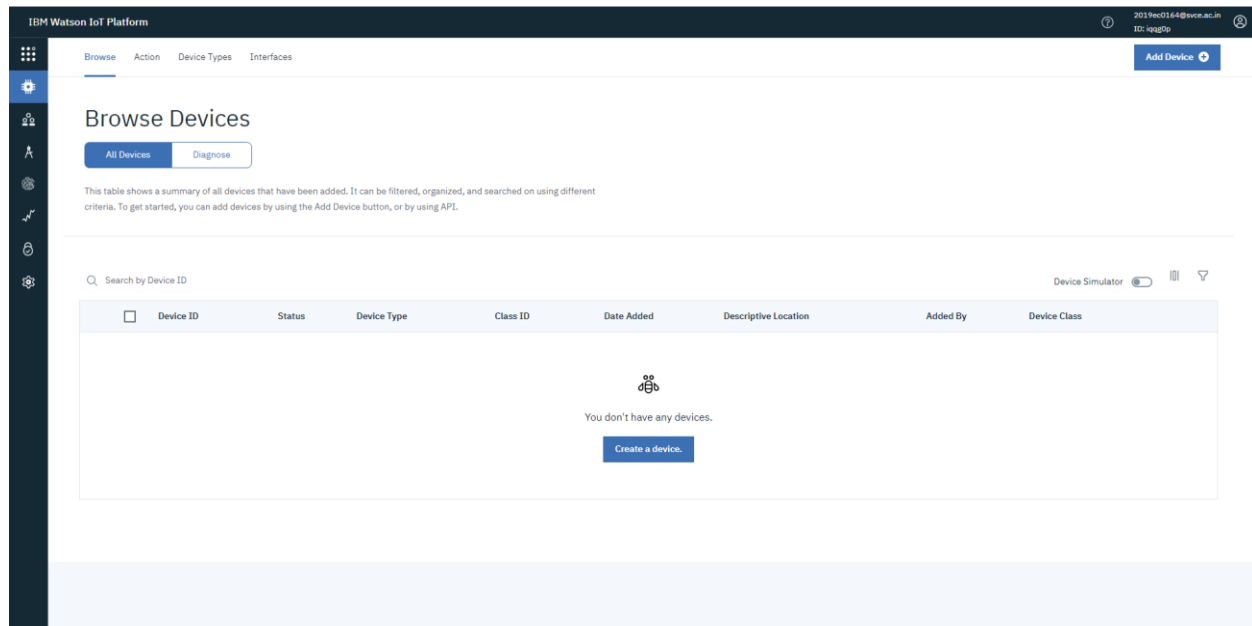 IBM Watson IoT Platform
2019ec0164@svce.ac.in
ID: iqqg0p
Browse Action Device Types Interfaces
Add Device
Browse Devices
All Devices Diagnose
This table shows a summary of all devices that have been added. It can be filtered, organized, and searched on using different
criteria. To get started, you can add devices by using the Add Device button, or by using API.
Search by Device ID
Device Simulator
Device ID Status Device Type Class ID Date Added Descriptive Location Added By Device Class
You don't have any devices.
Create a device.